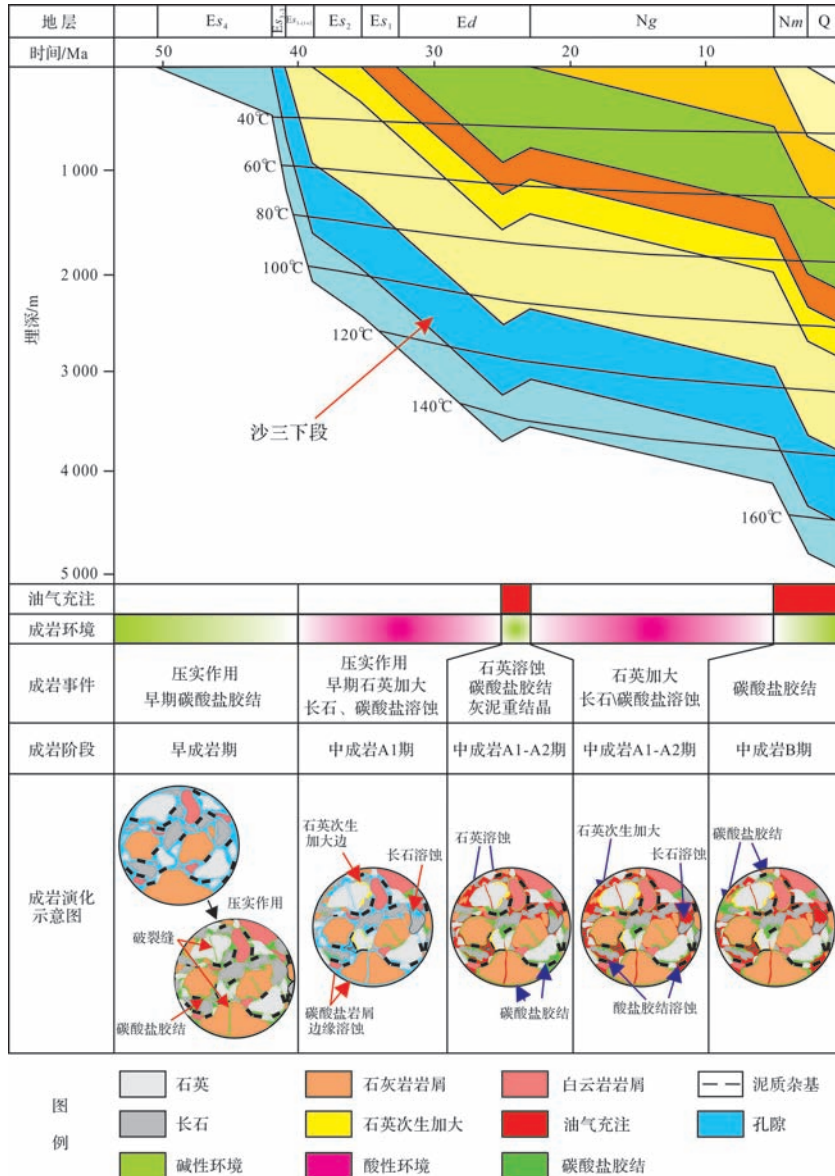 地层 Es₄ Es₃₋₃ Es₃₋₍₁₊₂₎ Es₂ Es₁ Ed Ng Nm Q
时间/Ma 50 40 30 20 10
40℃
60℃
1 000
80℃
100℃
2 000
埋深/m
120℃
3 000
140℃
沙三下段
4 000
160℃
5 000
油气充注
成岩环境
成岩事件
压实作用
早期碳酸盐胶结
压实作用
早期石英加大
长石、碳酸盐溶蚀
石英溶蚀
碳酸盐胶结
灰泥重结晶
石英加大
长石\碳酸盐溶蚀
碳酸盐胶结
成岩阶段 早成岩期 中成岩A1期 中成岩A1-A2期 中成岩A1-A2期 中成岩B期
成岩演化
示意图
压实作用
破裂缝
碳酸盐胶结
石英次生
加大边
长石溶蚀
碳酸盐岩屑
边缘溶蚀
石英溶蚀
碳酸盐胶结
石英次生加大
长石溶蚀
酸盐胶结溶蚀
碳酸盐胶结
图
例
石英 石灰岩岩屑 白云岩岩屑 泥质杂基
长石 石英次生加大 油气充注 孔隙
碱性环境 酸性环境 碳酸盐胶结